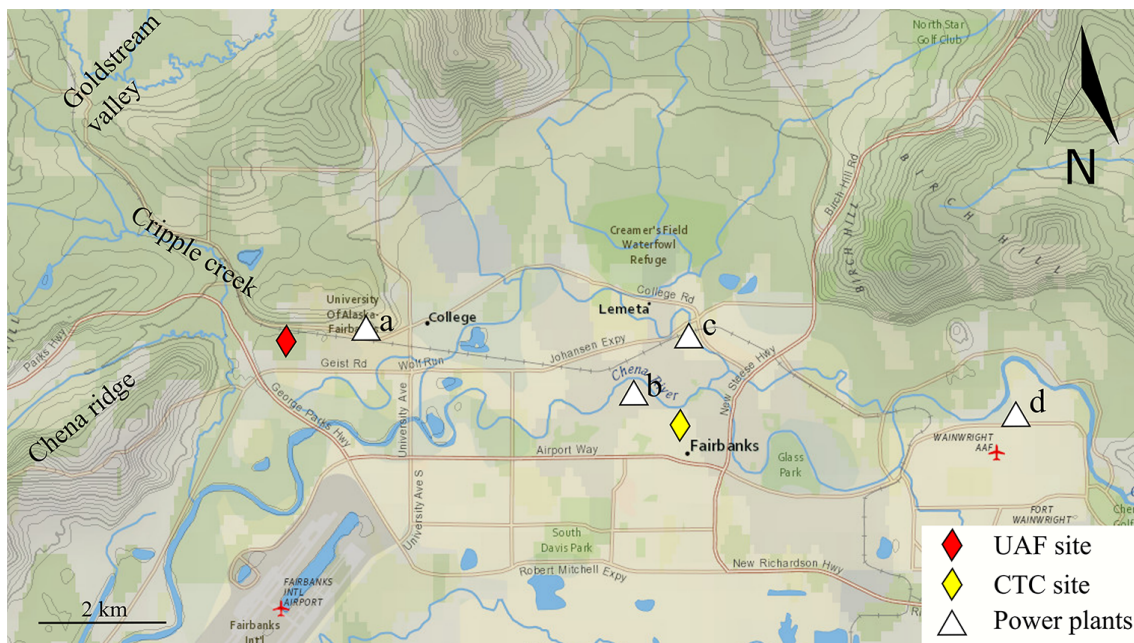 Goldstream
valley
North Star
Golf Club
N
Birch Hill Rd
BIRCH HILL
BIRCH HILL
Cripple creek
Creamer's Field
Waterfowl
Refuge
College Rd
Lemeta
University
Of Alaska-
a
College
c
Johansen Expy
Parks Hwy
Geist Rd
Wolf Run
Chena River
b
New Steese Hwy
Chena ridge
George Parks Hwy
University Ave
d
WAINWRIGHT
AAF
Fairbanks
Airport Way
Glass
Park
University Ave S
FORT
WAINWRIGHT
South
Davis Park
Robert Mitchell Expy
New Richardson Hwy
FAIRBANKS
INTL
AIRPORT
Fairbanks
Int'l
2 km
UAF site
CTC site
Power plants